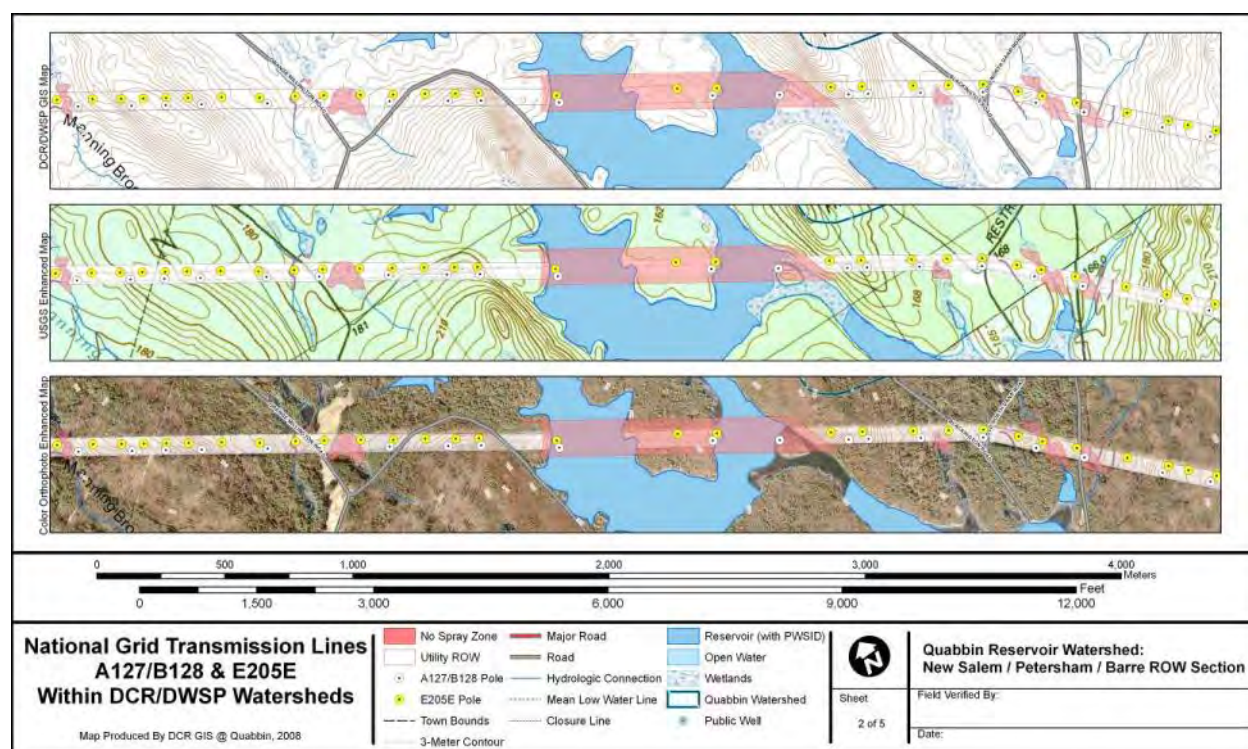 DCR/DWSP GIS Map
180
162
RESTR
168
180
210
181
218
168
165
166.0
180
USGS Enhanced Map
Color Orthophoto Enhanced Map
0 500 1,000 2,000 3,000 4,000
Meters
Feet
0 1,500 3,000 6,000 9,000 12,000
National Grid Transmission Lines
A127/B128 & E205E
Within DCR/DWSP Watersheds
Map Produced By DCR GIS @ Quabbin, 2008
No Spray Zone
Utility ROW
A127/B128 Pole
E205E Pole
Town Bounds
3-Meter Contour
Major Road
Road
Hydrologic Connection
Mean Low Water Line
Closure Line
Reservoir (with PWSID)
Open Water
Wetlands
Quabbin Watershed
Public Well
N
Sheet
2 of 5
Quabbin Reservoir Watershed:
New Salem / Petersham / Barre ROW Section
Field Verified By:
Date: